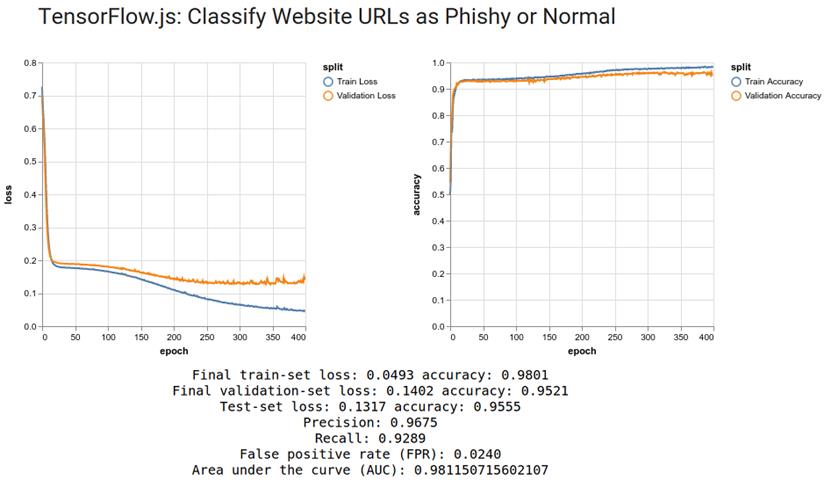 TensorFlow.js: Classify Website URLs as Phishy or Normal
0.8
0.7
0.6
0.5
0.4
0.3
0.2
0.1
0.0
loss
0 50 100 150 200 250 300 350 400
epoch
split
Train Loss
Validation Loss
1.0
0.9
0.8
0.7
0.6
0.5
0.4
0.3
0.2
0.1
0.0
accuracy
0 50 100 150 200 250 300 350 400
epoch
split
Train Accuracy
Validation Accuracy
Final train-set loss: 0.0493 accuracy: 0.9801
Final validation-set loss: 0.1402 accuracy: 0.9521
Test-set loss: 0.1317 accuracy: 0.9555
Precision: 0.9675
Recall: 0.9289
False positive rate (FPR): 0.0240
Area under the curve (AUC): 0.981150715602107